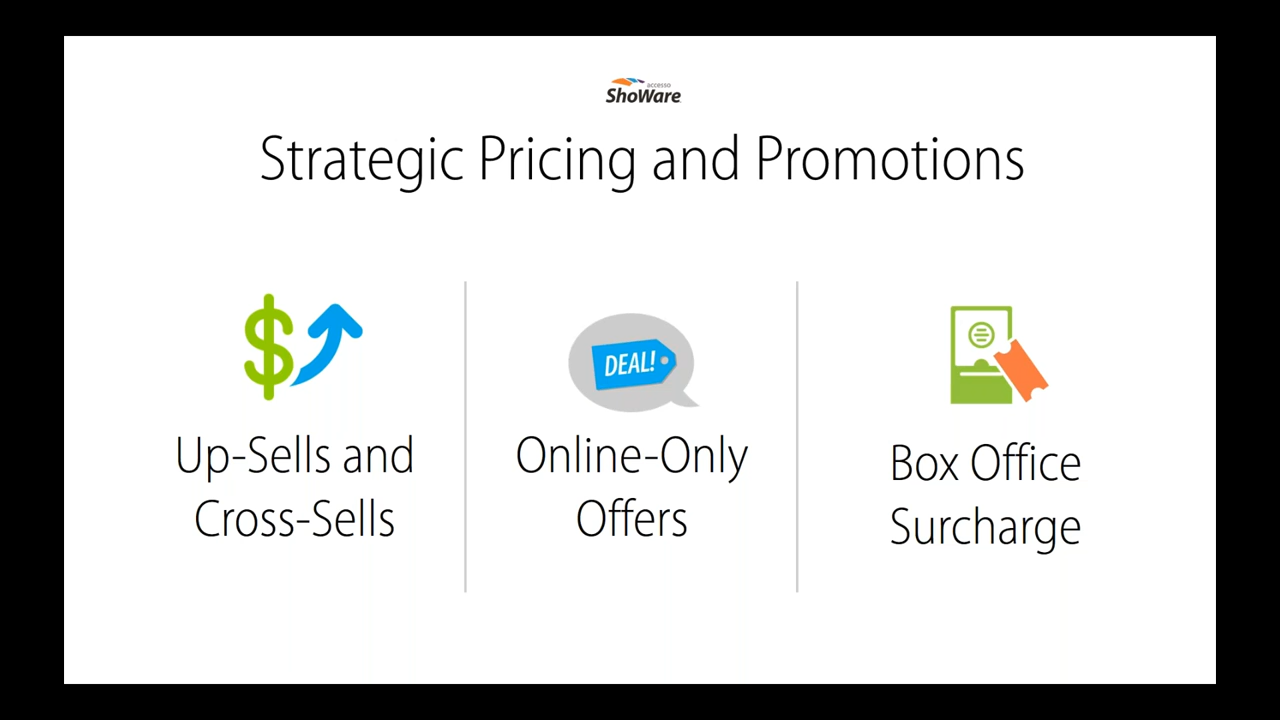 accesso
ShoWare
Strategic Pricing and Promotions
$
DEAL!
Up-Sells and
Cross-Sells
Online-Only
Offers
Box Office
Surcharge